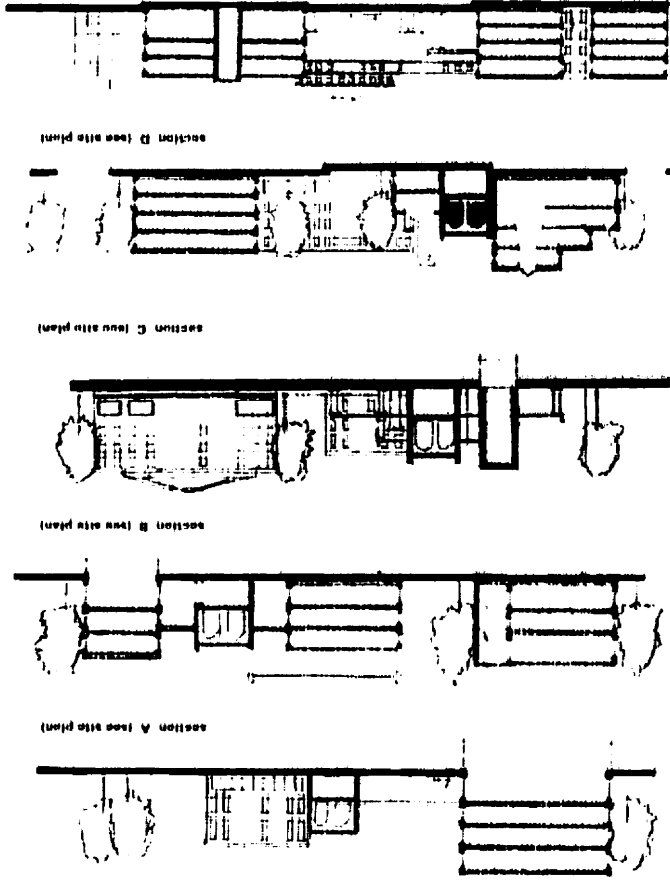 section A (see site plan)
section B (see site plan)
section C (see site plan)
section D (see site plan)